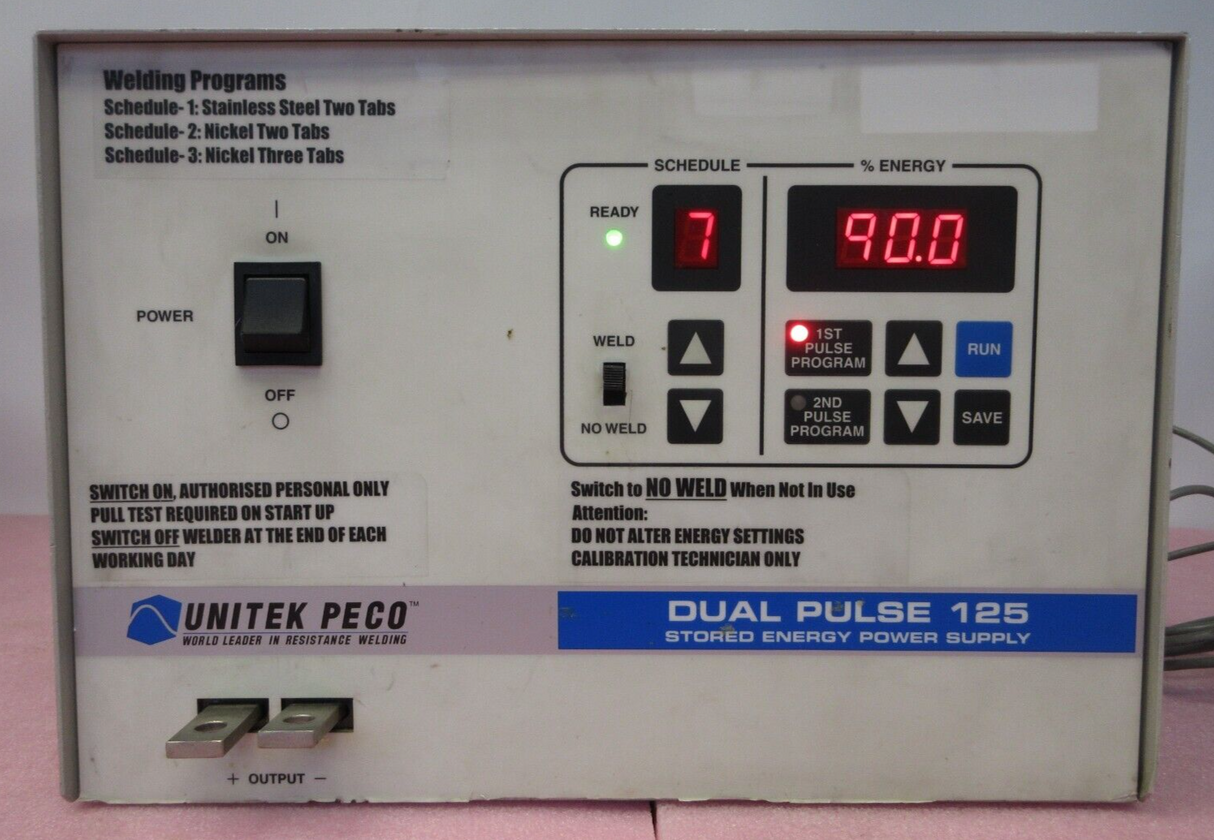 Welding Programs
Schedule- 1: Stainless Steel Two Tabs
Schedule- 2: Nickel Two Tabs
Schedule- 3: Nickel Three Tabs
|
ON
POWER
OFF
○
SCHEDULE
% ENERGY
READY
7
90.0
WELD
NO WELD
1ST
PULSE
PROGRAM
RUN
2ND
PULSE
PROGRAM
SAVE
SWITCH ON, AUTHORISED PERSONAL ONLY
PULL TEST REQUIRED ON START UP
SWITCH OFF WELDER AT THE END OF EACH
WORKING DAY
Switch to NO WELD When Not In Use
Attention:
DO NOT ALTER ENERGY SETTINGS
CALIBRATION TECHNICIAN ONLY
UNITEK PECO™
WORLD LEADER IN RESISTANCE WELDING
DUAL PULSE 125
STORED ENERGY POWER SUPPLY
+ OUTPUT −